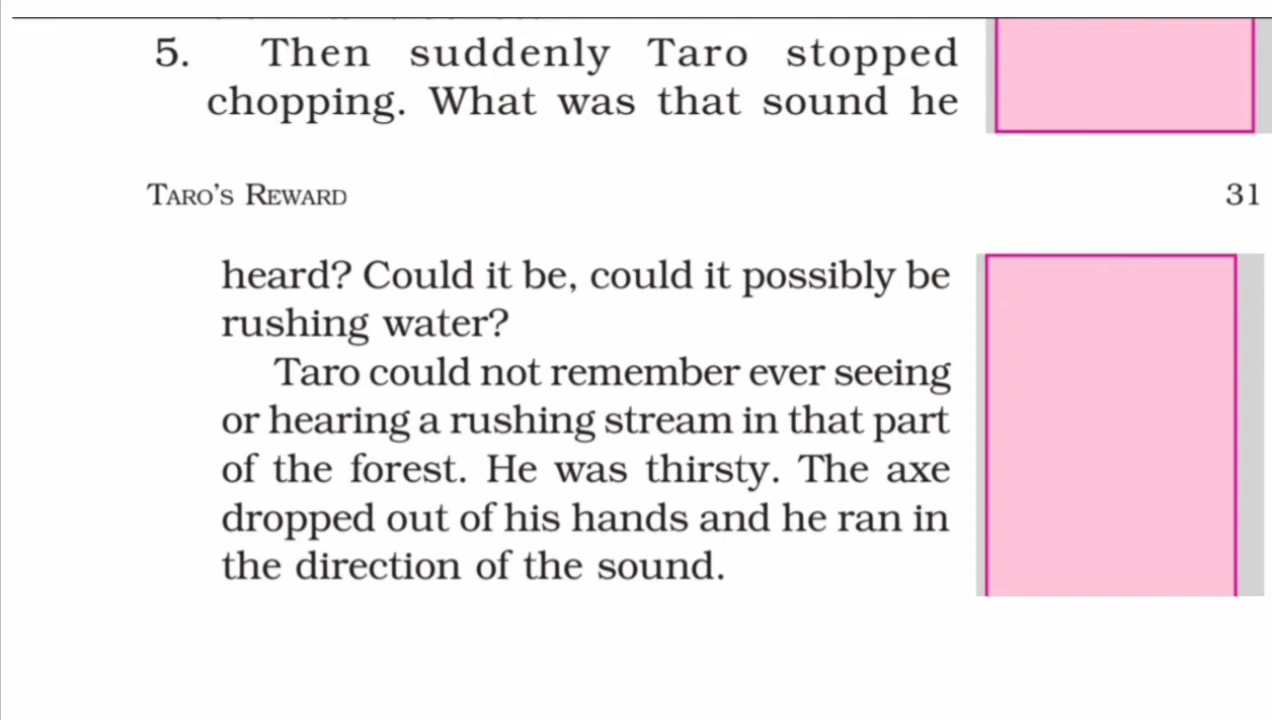 5. Then suddenly Taro stopped
chopping. What was that sound he
TARO'S REWARD 31
heard? Could it be, could it possibly be
rushing water?
Taro could not remember ever seeing
or hearing a rushing stream in that part
of the forest. He was thirsty. The axe
dropped out of his hands and he ran in
the direction of the sound.